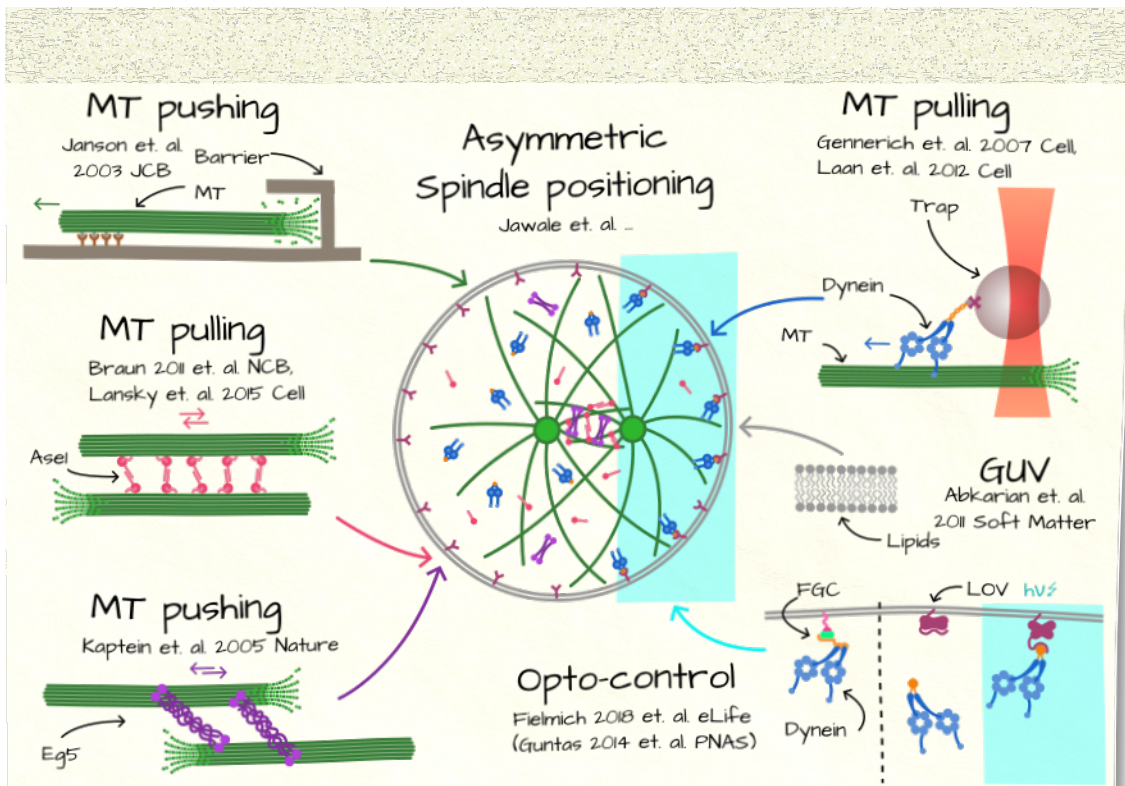 MT pushing
Janson et. al.
2003 JCB
Barrier
MT
MT pulling
Braun 2011 et. al. NCB,
Lansky et. al. 2015 Cell
Ase1
MT pushing
Kaptein et. al. 2005 Nature
Eg5
Asymmetric
Spindle positioning
Jawale et. al. ...
Opto-control
Fielmich 2018 et. al. eLife
(Guntas 2014 et. al. PNAS)
MT pulling
Gennerich et. al. 2007 Cell,
Laan et. al. 2012 Cell
Trap
Dynein
MT
GUV
Abkarian et. al.
2011 Soft Matter
Lipids
FGC
LOV hν
Dynein